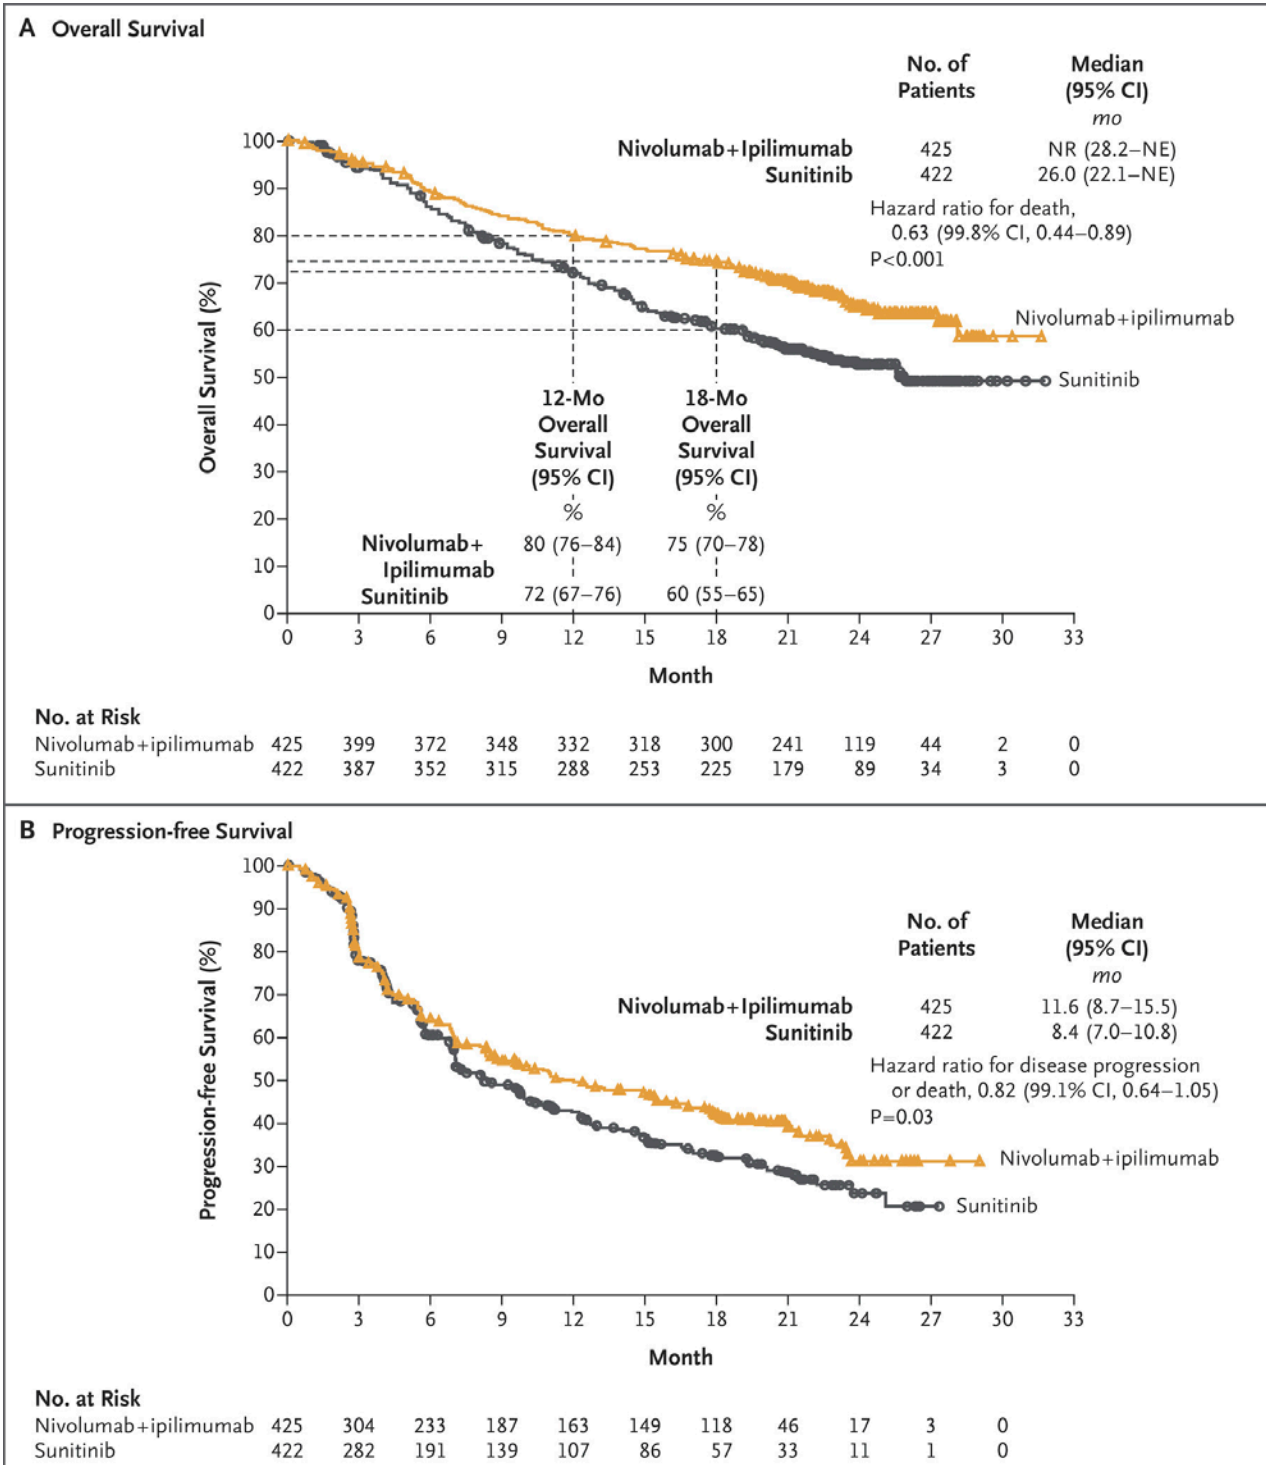 A Overall Survival
No. of Patients
Median (95% CI)
mo
Nivolumab+Ipilimumab 425 NR (28.2–NE)
Sunitinib 422 26.0 (22.1–NE)
Hazard ratio for death,
0.63 (99.8% CI, 0.44–0.89)
P<0.001
Overall Survival (%)
100
90
80
70
60
50
40
30
20
10
0
Nivolumab+ipilimumab
Sunitinib
12-Mo Overall Survival (95% CI)
18-Mo Overall Survival (95% CI)
% %
Nivolumab+ Ipilimumab 80 (76–84) 75 (70–78)
Sunitinib 72 (67–76) 60 (55–65)
0 3 6 9 12 15 18 21 24 27 30 33
Month
No. at Risk
Nivolumab+ipilimumab 425 399 372 348 332 318 300 241 119 44 2 0
Sunitinib 422 387 352 315 288 253 225 179 89 34 3 0
B Progression-free Survival
No. of Patients
Median (95% CI)
mo
Nivolumab+Ipilimumab 425 11.6 (8.7–15.5)
Sunitinib 422 8.4 (7.0–10.8)
Hazard ratio for disease progression
or death, 0.82 (99.1% CI, 0.64–1.05)
P=0.03
Progression-free Survival (%)
100
90
80
70
60
50
40
30
20
10
0
Nivolumab+ipilimumab
Sunitinib
0 3 6 9 12 15 18 21 24 27 30 33
Month
No. at Risk
Nivolumab+ipilimumab 425 304 233 187 163 149 118 46 17 3 0
Sunitinib 422 282 191 139 107 86 57 33 11 1 0